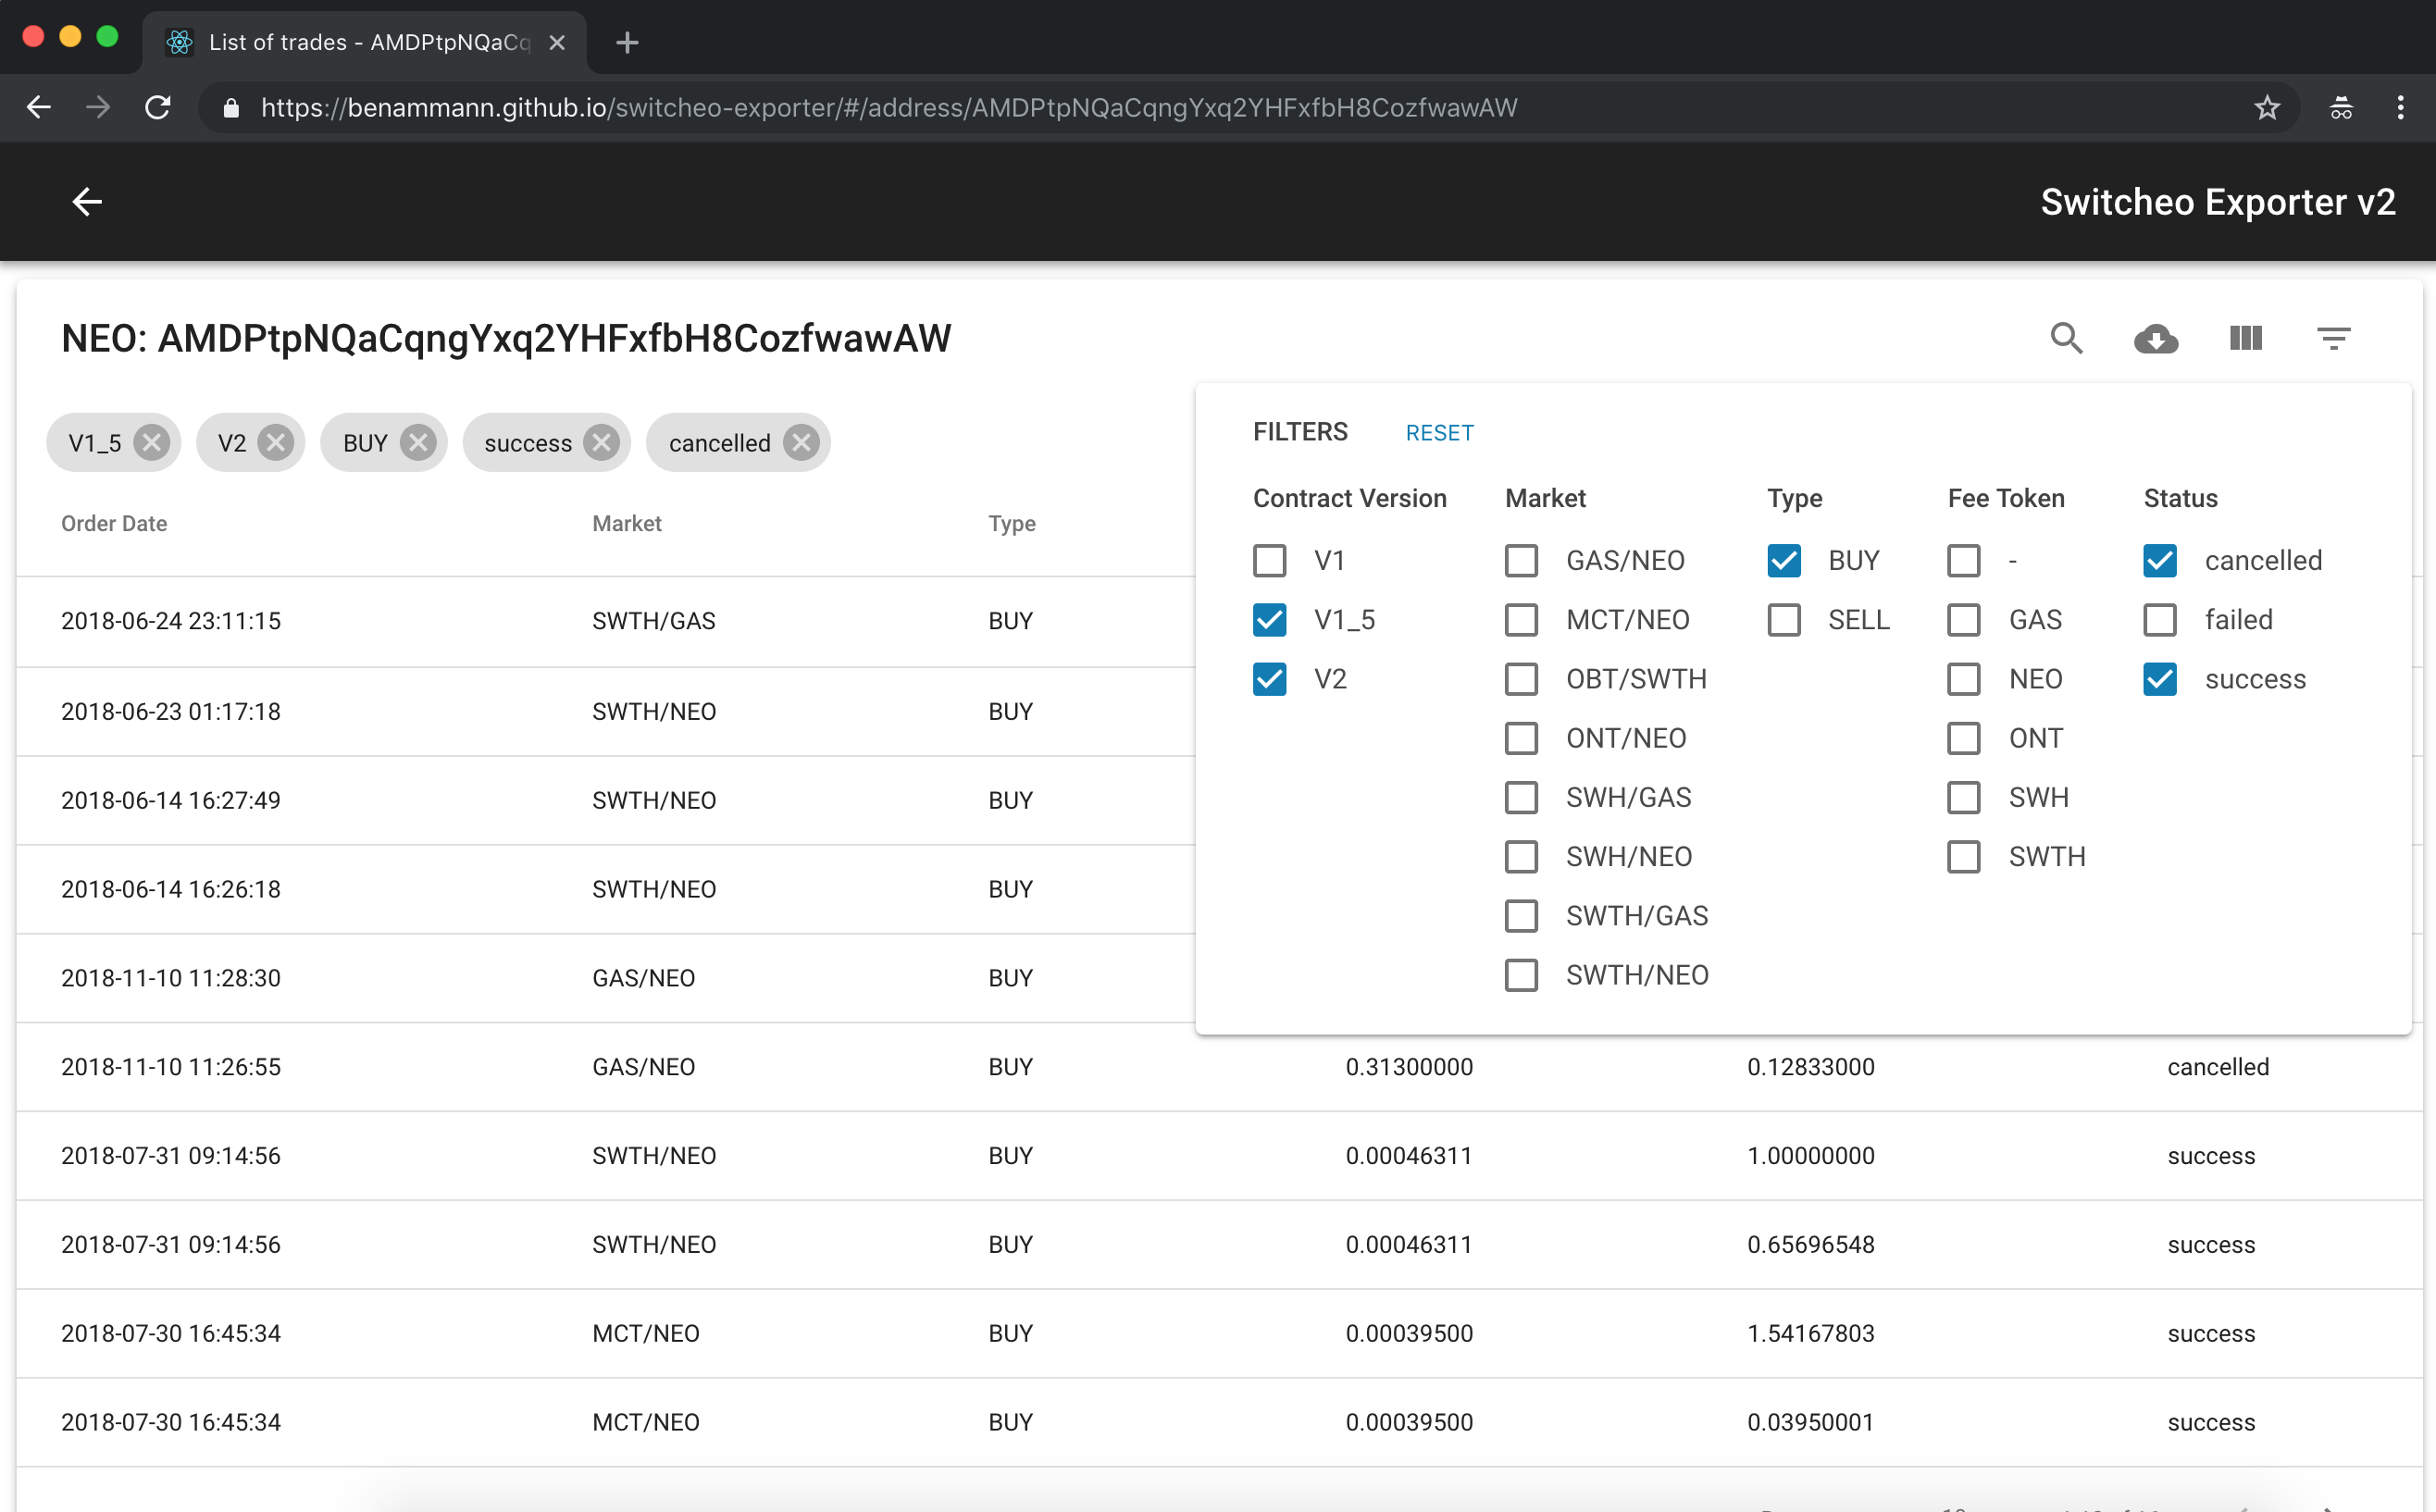 List of trades - AMDPtpNQaCq
https://benammann.github.io/switcheo-exporter/#/address/AMDPtpNQaCqngYxq2YHFxfbH8CozfwawAW
Switcheo Exporter v2
NEO: AMDPtpNQaCqngYxq2YHFxfbH8CozfwawAW
V1_5 V2 BUY success cancelled
Order Date Market Type
2018-06-24 23:11:15 SWTH/GAS BUY
2018-06-23 01:17:18 SWTH/NEO BUY
2018-06-14 16:27:49 SWTH/NEO BUY
2018-06-14 16:26:18 SWTH/NEO BUY
2018-11-10 11:28:30 GAS/NEO BUY
FILTERS RESET
Contract Version
V1
V1_5
V2
Market
GAS/NEO
MCT/NEO
OBT/SWTH
ONT/NEO
SWH/GAS
SWH/NEO
SWTH/GAS
SWTH/NEO
Type
BUY
SELL
Fee Token
-
GAS
NEO
ONT
SWH
SWTH
Status
cancelled
failed
success
2018-11-10 11:26:55 GAS/NEO BUY 0.31300000 0.12833000 cancelled
2018-07-31 09:14:56 SWTH/NEO BUY 0.00046311 1.00000000 success
2018-07-31 09:14:56 SWTH/NEO BUY 0.00046311 0.65696548 success
2018-07-30 16:45:34 MCT/NEO BUY 0.00039500 1.54167803 success
2018-07-30 16:45:34 MCT/NEO BUY 0.00039500 0.03950001 success